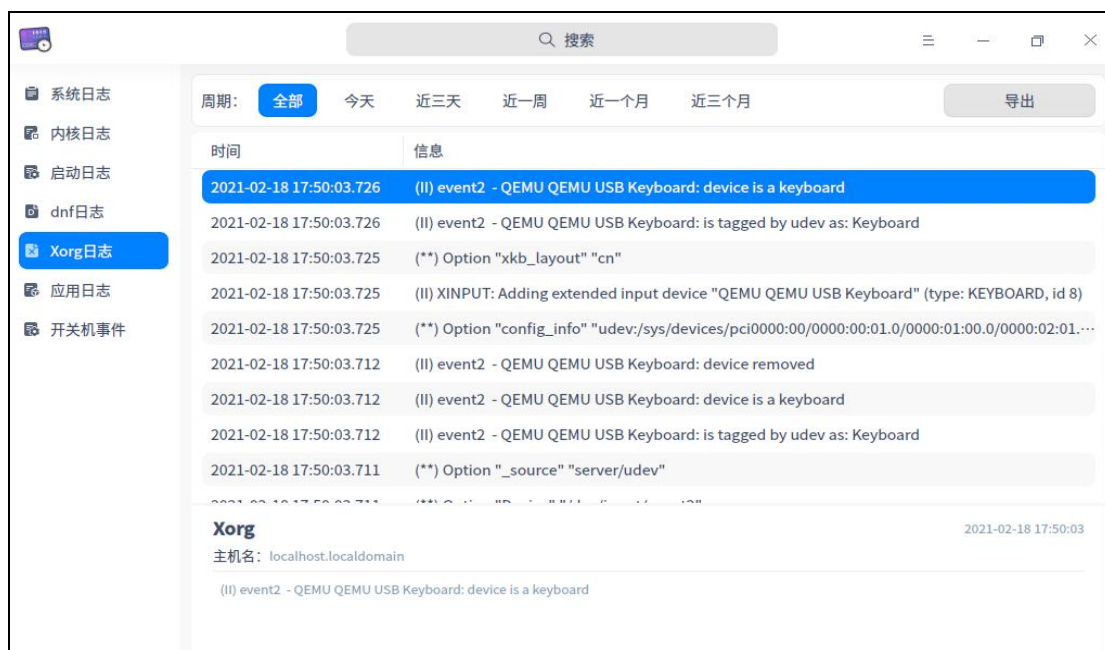 搜索
系统日志
内核日志
启动日志
dnf日志
Xorg日志
应用日志
开关机事件
周期： 全部 今天 近三天 近一周 近一个月 近三个月 导出
时间 信息
2021-02-18 17:50:03.726 (II) event2 - QEMU QEMU USB Keyboard: device is a keyboard
2021-02-18 17:50:03.726 (II) event2 - QEMU QEMU USB Keyboard: is tagged by udev as: Keyboard
2021-02-18 17:50:03.725 (**) Option "xkb_layout" "cn"
2021-02-18 17:50:03.725 (II) XINPUT: Adding extended input device "QEMU QEMU USB Keyboard" (type: KEYBOARD, id 8)
2021-02-18 17:50:03.725 (**) Option "config_info" "udev:/sys/devices/pci0000:00/0000:00:01.0/0000:01:00.0/0000:02:01.…
2021-02-18 17:50:03.712 (II) event2 - QEMU QEMU USB Keyboard: device removed
2021-02-18 17:50:03.712 (II) event2 - QEMU QEMU USB Keyboard: device is a keyboard
2021-02-18 17:50:03.712 (II) event2 - QEMU QEMU USB Keyboard: is tagged by udev as: Keyboard
2021-02-18 17:50:03.711 (**) Option "_source" "server/udev"
Xorg 2021-02-18 17:50:03
主机名： localhost.localdomain
(II) event2 - QEMU QEMU USB Keyboard: device is a keyboard